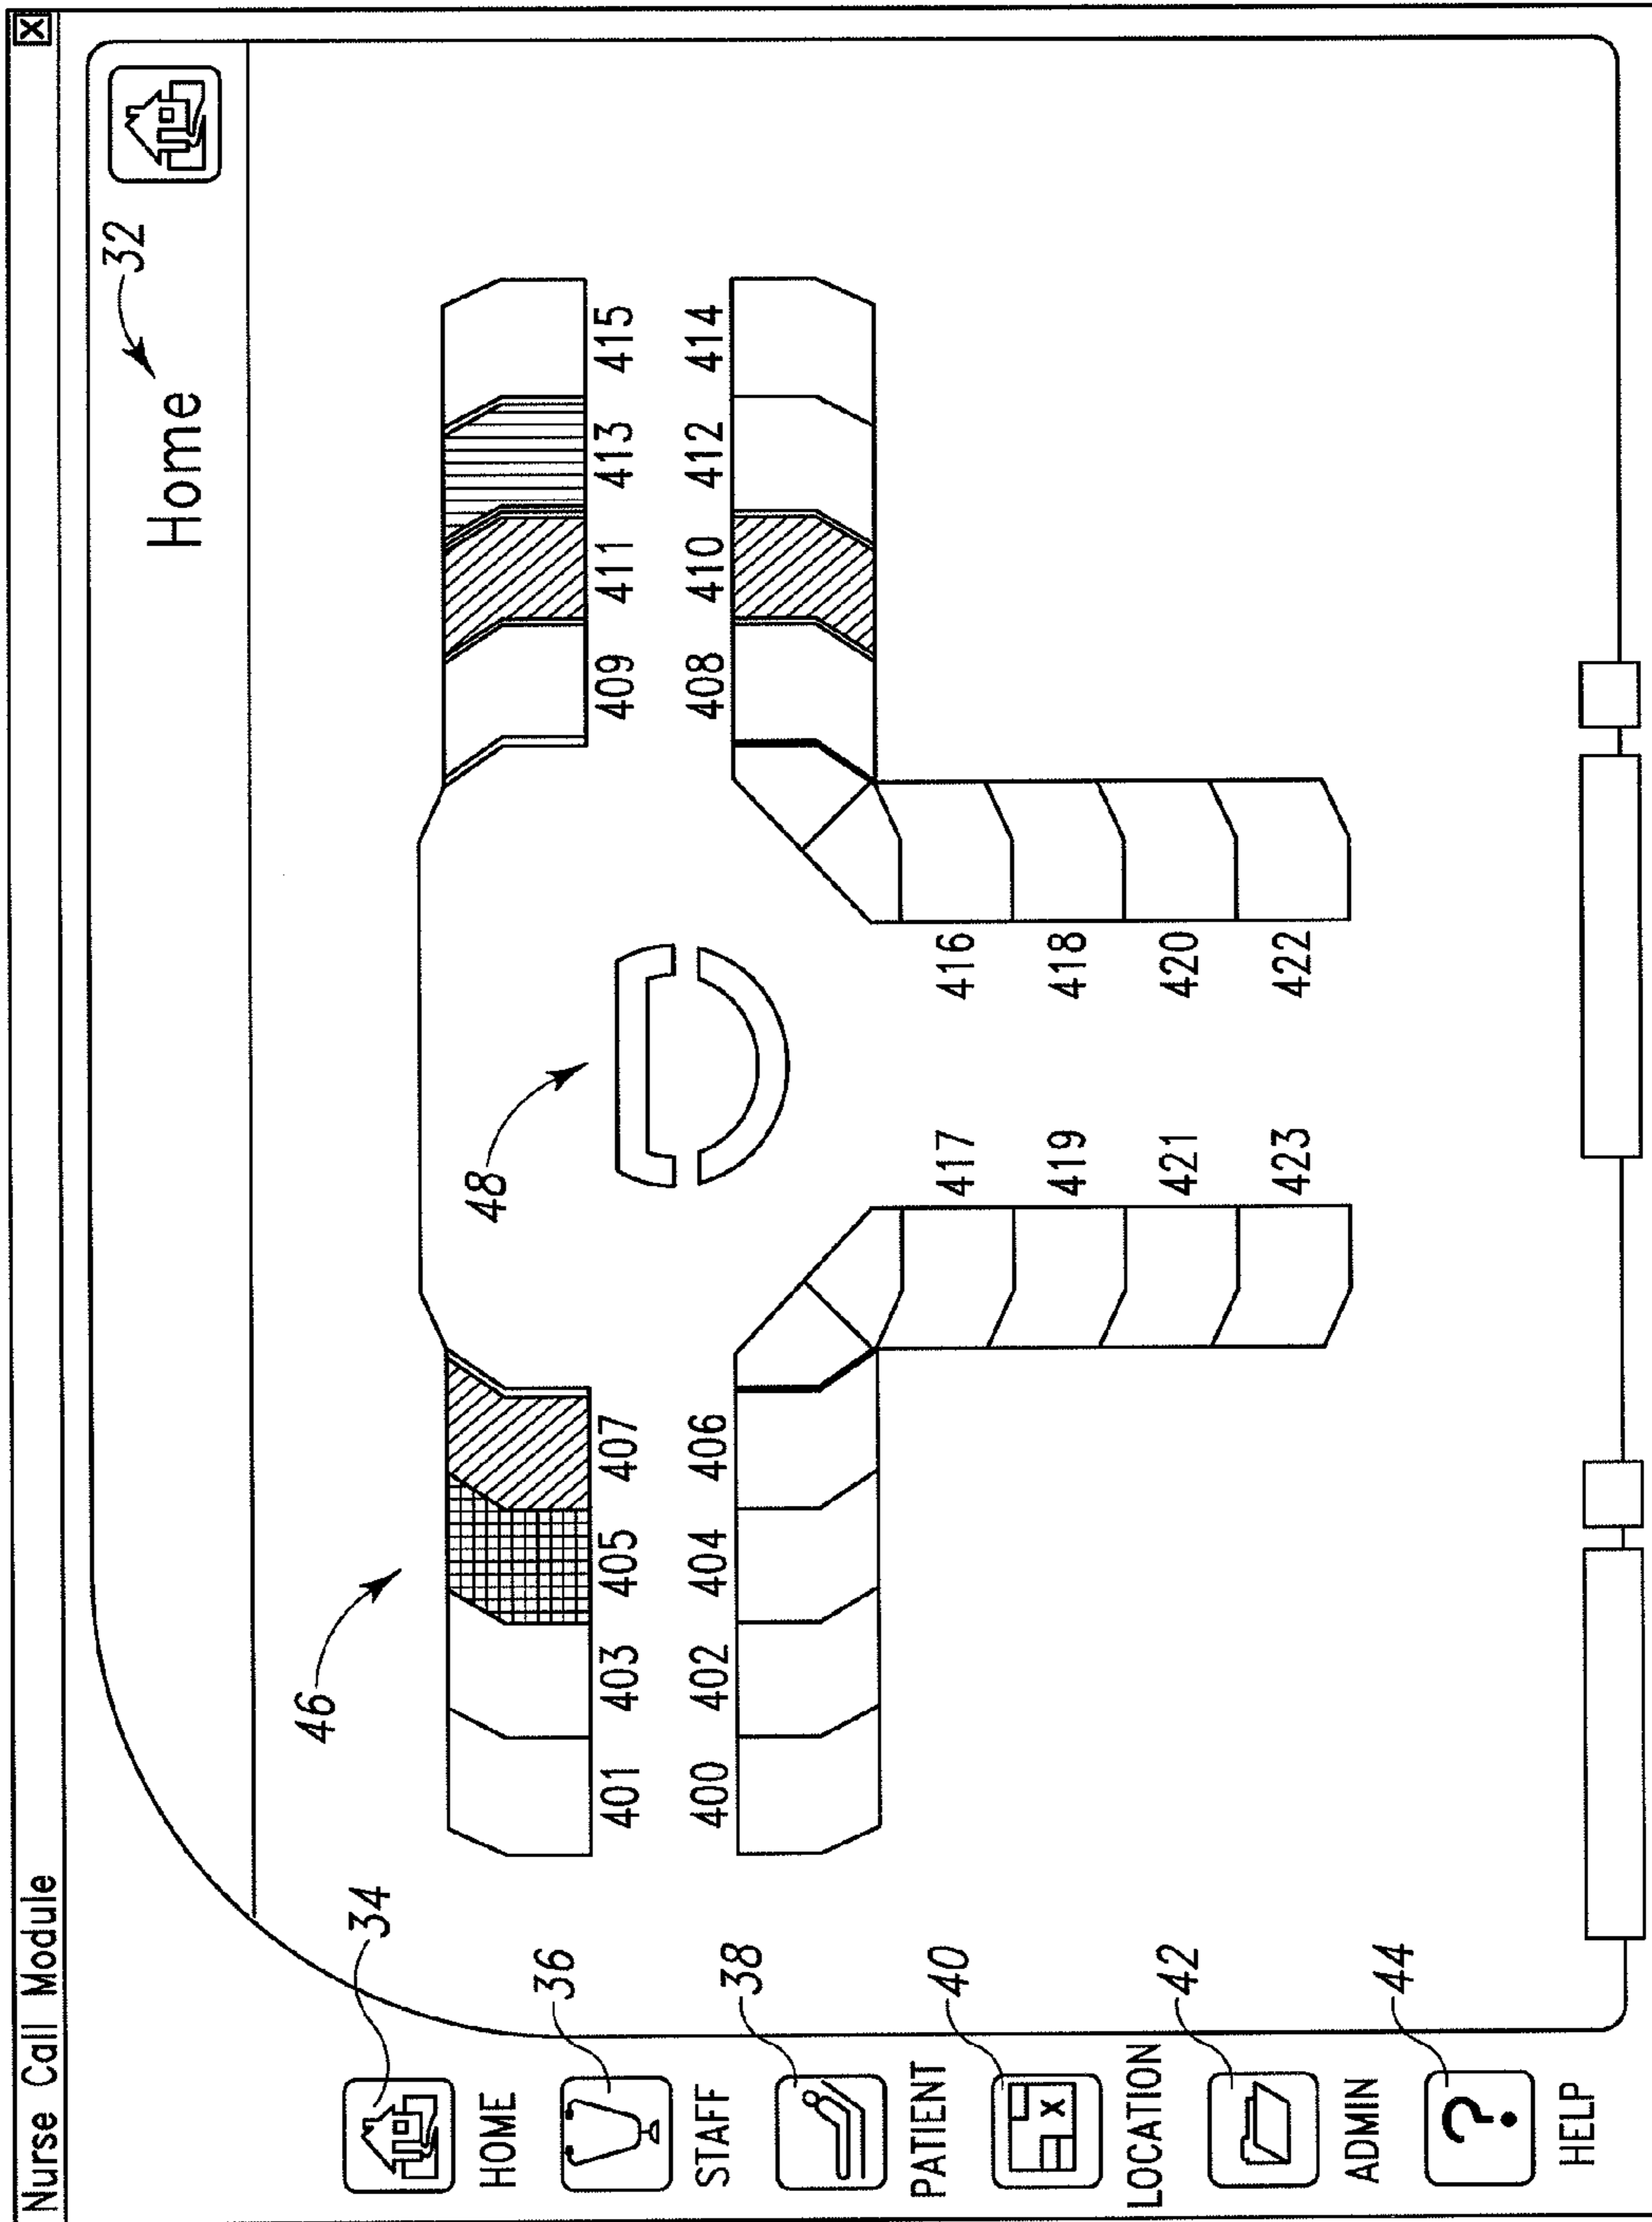 Nurse Call Module X
Home 32
34
HOME
36
STAFF
38
PATIENT
40
X
LOCATION
42
ADMIN
44
?
HELP
46
48
401 403 405 407 409 411 413 415
400 402 404 406 408 410 412 414
417 416
419 418
421 420
423 422